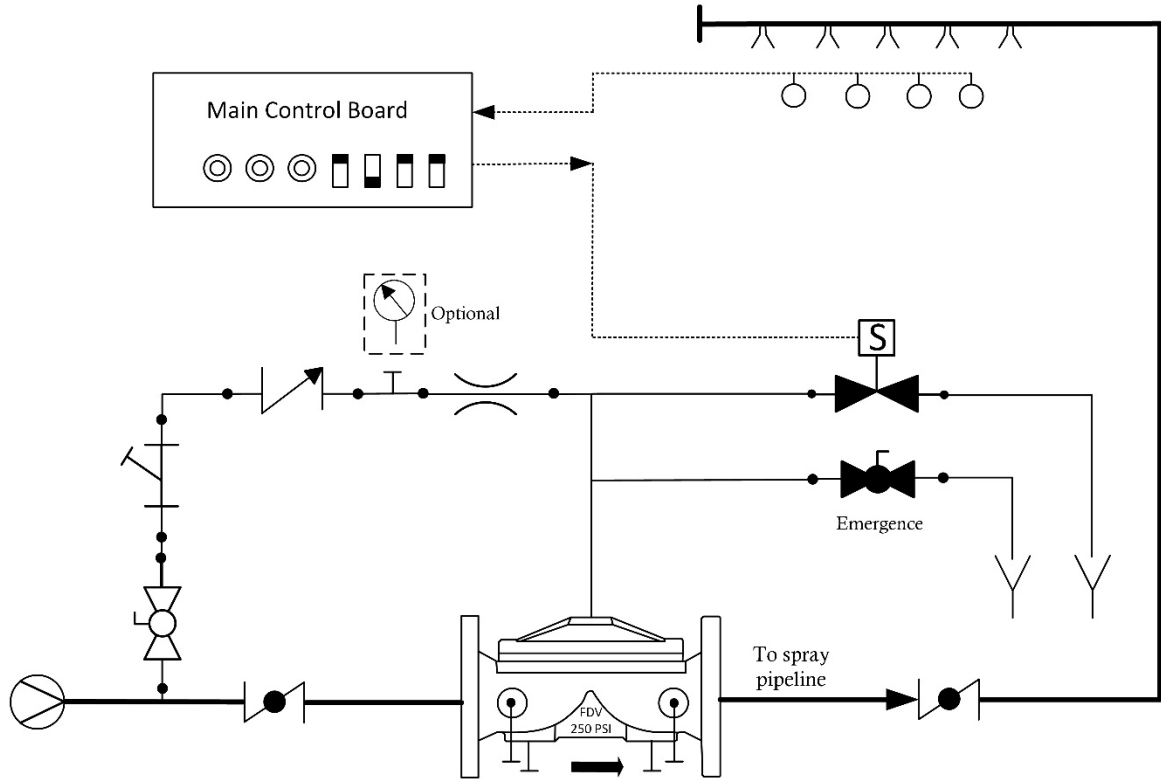 Main Control Board
Optional
S
Emergence
To spray
pipeline
FDV
250 PSI